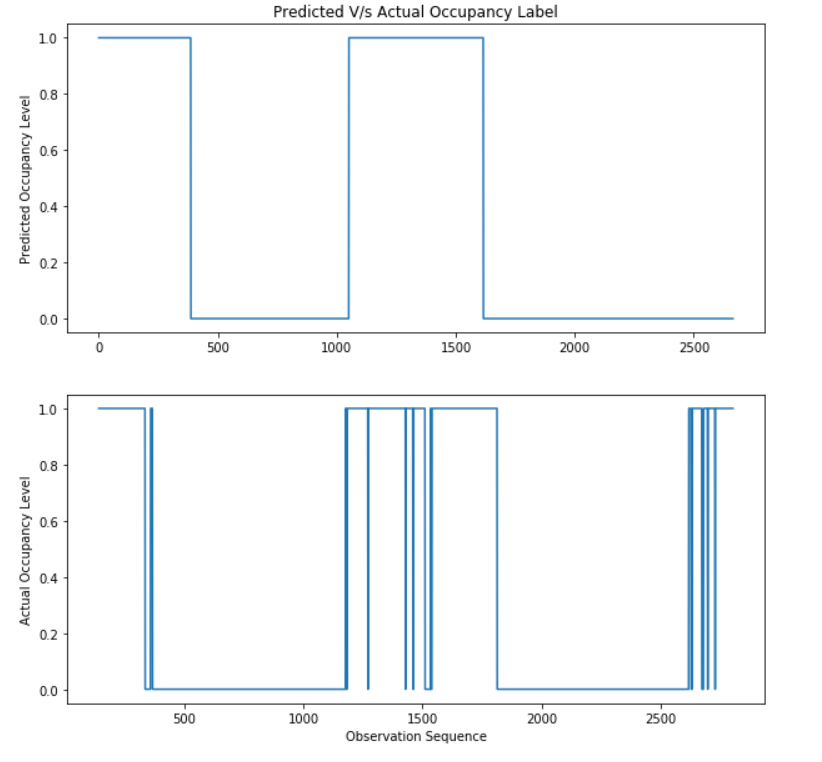 Predicted V/s Actual Occupancy Label
1.0
0.8
0.6
0.4
0.2
0.0
Predicted Occupancy Level
0 500 1000 1500 2000 2500
1.0
0.8
0.6
0.4
0.2
0.0
Actual Occupancy Level
500 1000 1500 2000 2500
Observation Sequence